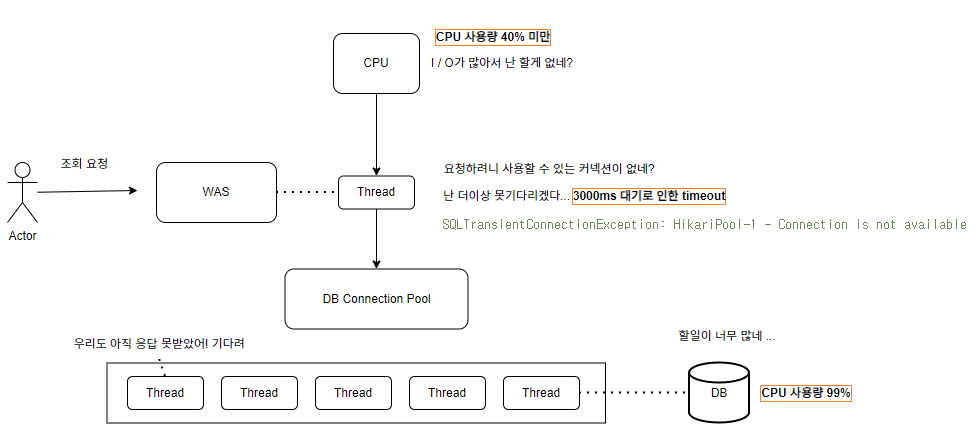 CPU 사용량 40% 미만
CPU
I / O가 많아서 난 할게 없네?
조회 요청
요청하려니 사용할 수 있는 커넥션이 없네?
WAS
Thread
난 더이상 못기다리겠다... 3000ms 대기로 인한 timeout
SQLTransientConnectionException: HikariPool-1 - Connection is not available
Actor
DB Connection Pool
우리도 아직 응답 못받았어! 기다려
할일이 너무 많네 ...
Thread
Thread
Thread
Thread
Thread
DB
CPU 사용량 99%